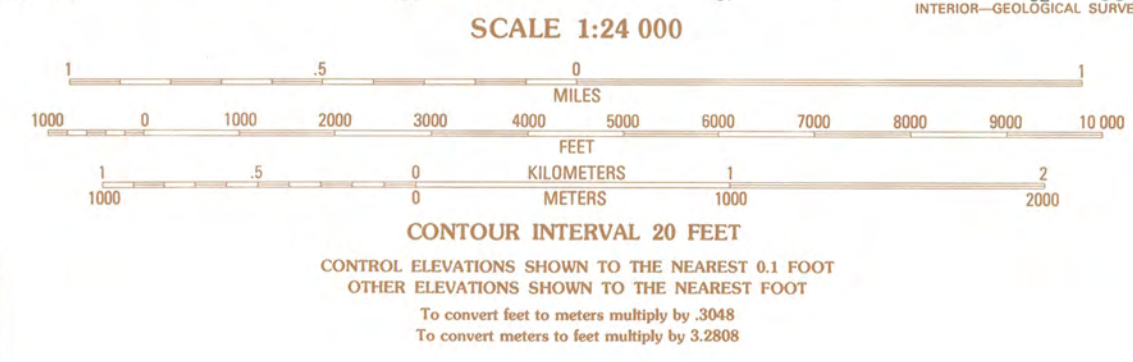 INTERIOR—GEOLOGICAL SURVE
SCALE 1:24 000
1 .5 0 1
MILES
1000 0 1000 2000 3000 4000 5000 6000 7000 8000 9000 10 000
FEET
1 .5 0 KILOMETERS 1 2
1000 0 METERS 1000 2000
CONTOUR INTERVAL 20 FEET
CONTROL ELEVATIONS SHOWN TO THE NEAREST 0.1 FOOT
OTHER ELEVATIONS SHOWN TO THE NEAREST FOOT
To convert feet to meters multiply by .3048
To convert meters to feet multiply by 3.2808